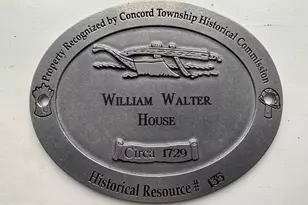 Property Recognized by Concord Township Historical Commission
WILLIAM WALTER
HOUSE
Circa 1729
Historical Resource # 135